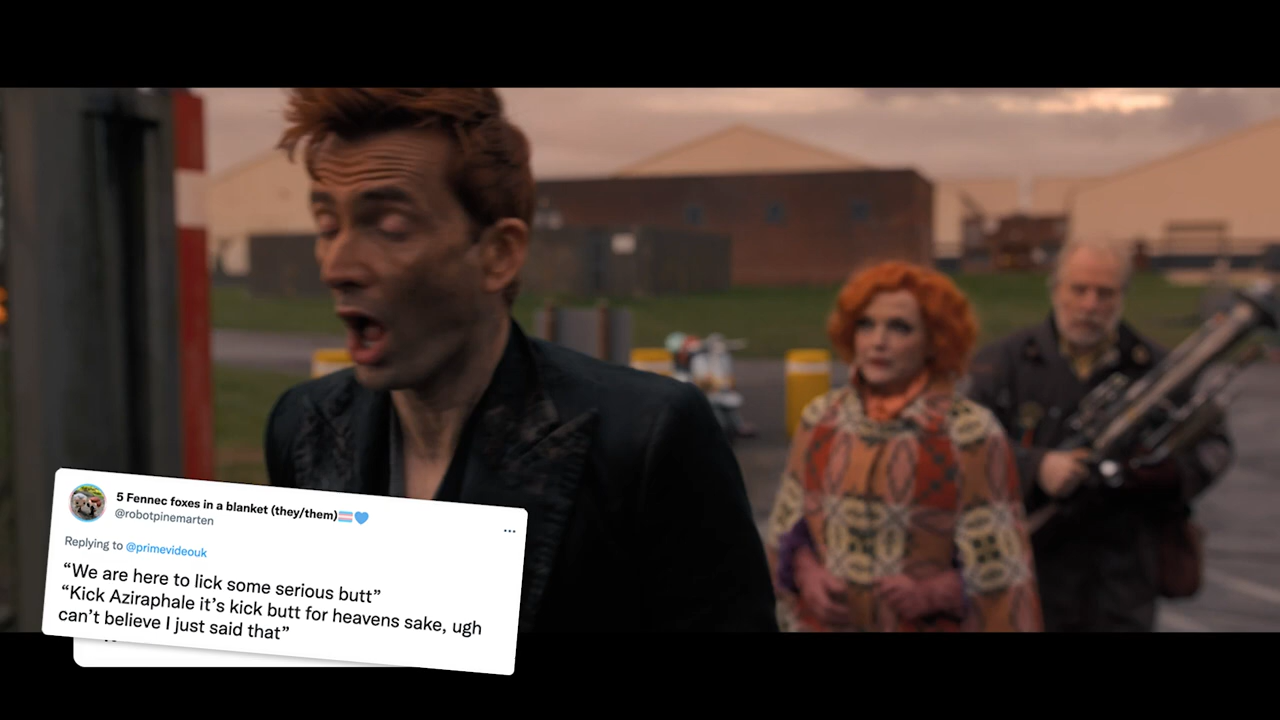 5 Fennec foxes in a blanket (they/them)🏳️‍⚧️💙
@robotpinemarten
Replying to @primevideouk
“We are here to lick some serious butt”
“Kick Aziraphale it’s kick butt for heavens sake, ugh
can’t believe I just said that”